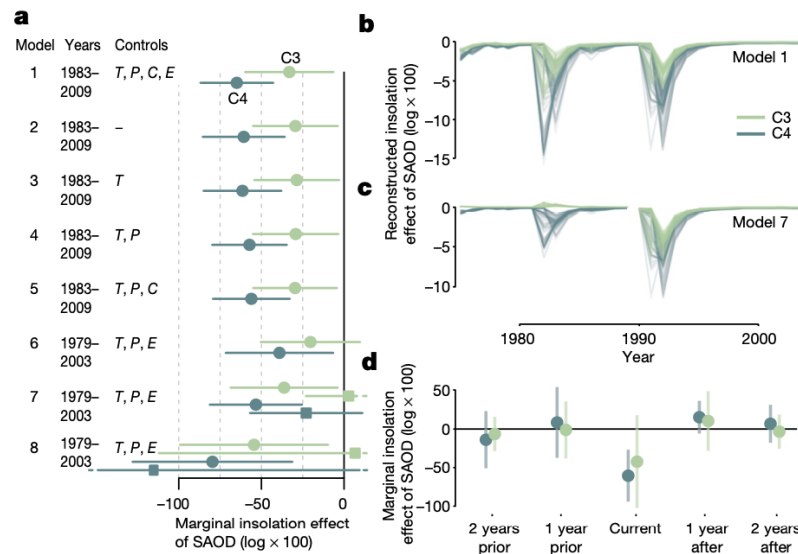 a
Model Years Controls
1 1983–2009 T, P, C, E
C3
C4
2 1983–2009 –
3 1983–2009 T
4 1983–2009 T, P
5 1983–2009 T, P, C
6 1979–2003 T, P, E
7 1979–2003 T, P, E
8 1979–2003 T, P, E
−100 −50 0
Marginal insolation effect
of SAOD (log × 100)
b
0
−5
−10
−15
Model 1
C3
C4
Reconstructed insolation
effect of SAOD (log × 100)
c
0
−5
−10
Model 7
1980 1990 2000
Year
d
Marginal insolation
effect of SAOD (log × 100)
50
0
−50
−100
2 years prior
1 year prior
Current
1 year after
2 years after